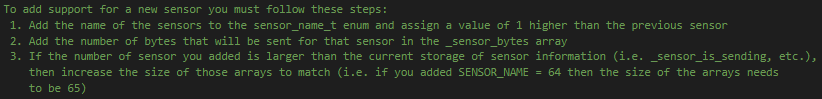 To add support for a new sensor you must follow these steps:
1. Add the name of the sensors to the sensor_name_t enum and assign a value of 1 higher than the previous sensor
2. Add the number of bytes that will be sent for that sensor in the _sensor_bytes array
3. If the number of sensor you added is larger than the current storage of sensor information (i.e. _sensor_is_sending, etc.),
then increase the size of those arrays to match (i.e. if you added SENSOR_NAME = 64 then the size of the arrays needs
to be 65)